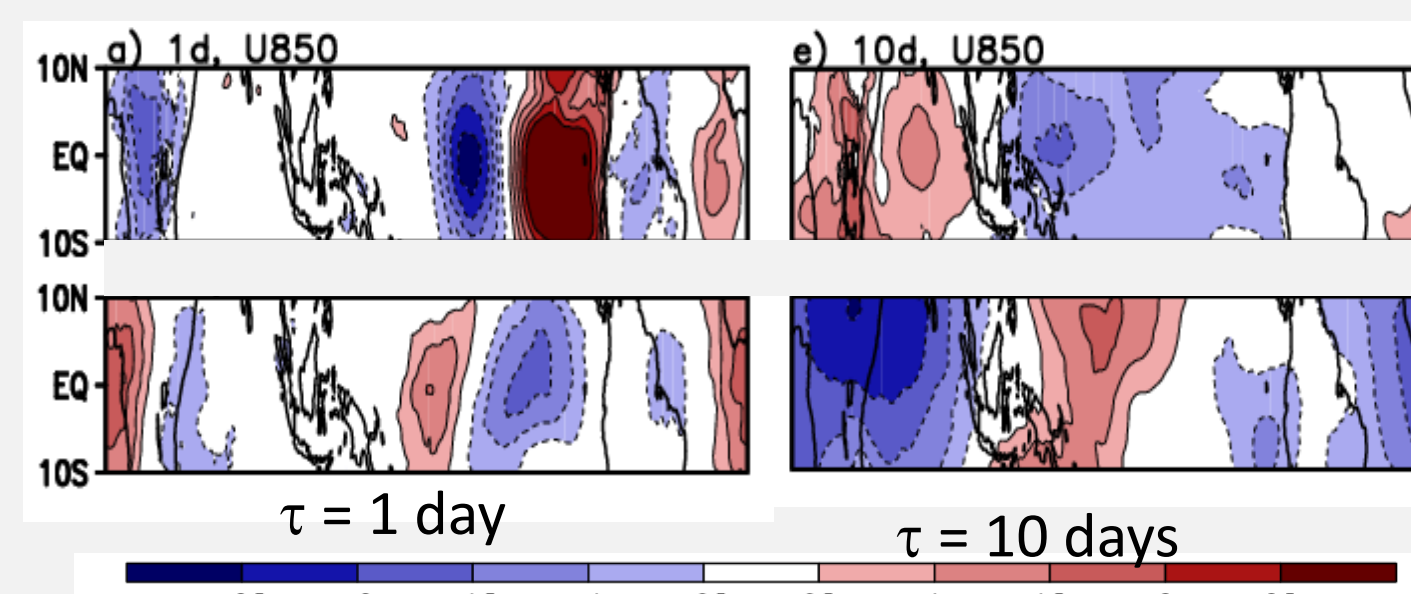 a) 1d, U850
e) 10d, U850
10N
EQ
10S
10N
EQ
10S
τ = 1 day
τ = 10 days